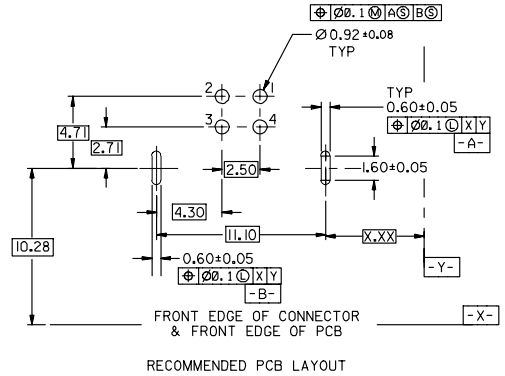 ⌖ Ø0.1 Ⓜ A Ⓢ B Ⓢ
Ø 0.92 ±0.08
TYP
2 1
3 4
TYP
0.60±0.05
⌖ Ø0.1 Ⓛ X Y
-A-
4.71
2.71
2.50
1.60±0.05
4.30
11.10
X.XX
10.28
0.60±0.05
⌖ Ø0.1 Ⓛ X Y
-B-
-Y-
FRONT EDGE OF CONNECTOR
& FRONT EDGE OF PCB
-X-
RECOMMENDED PCB LAYOUT